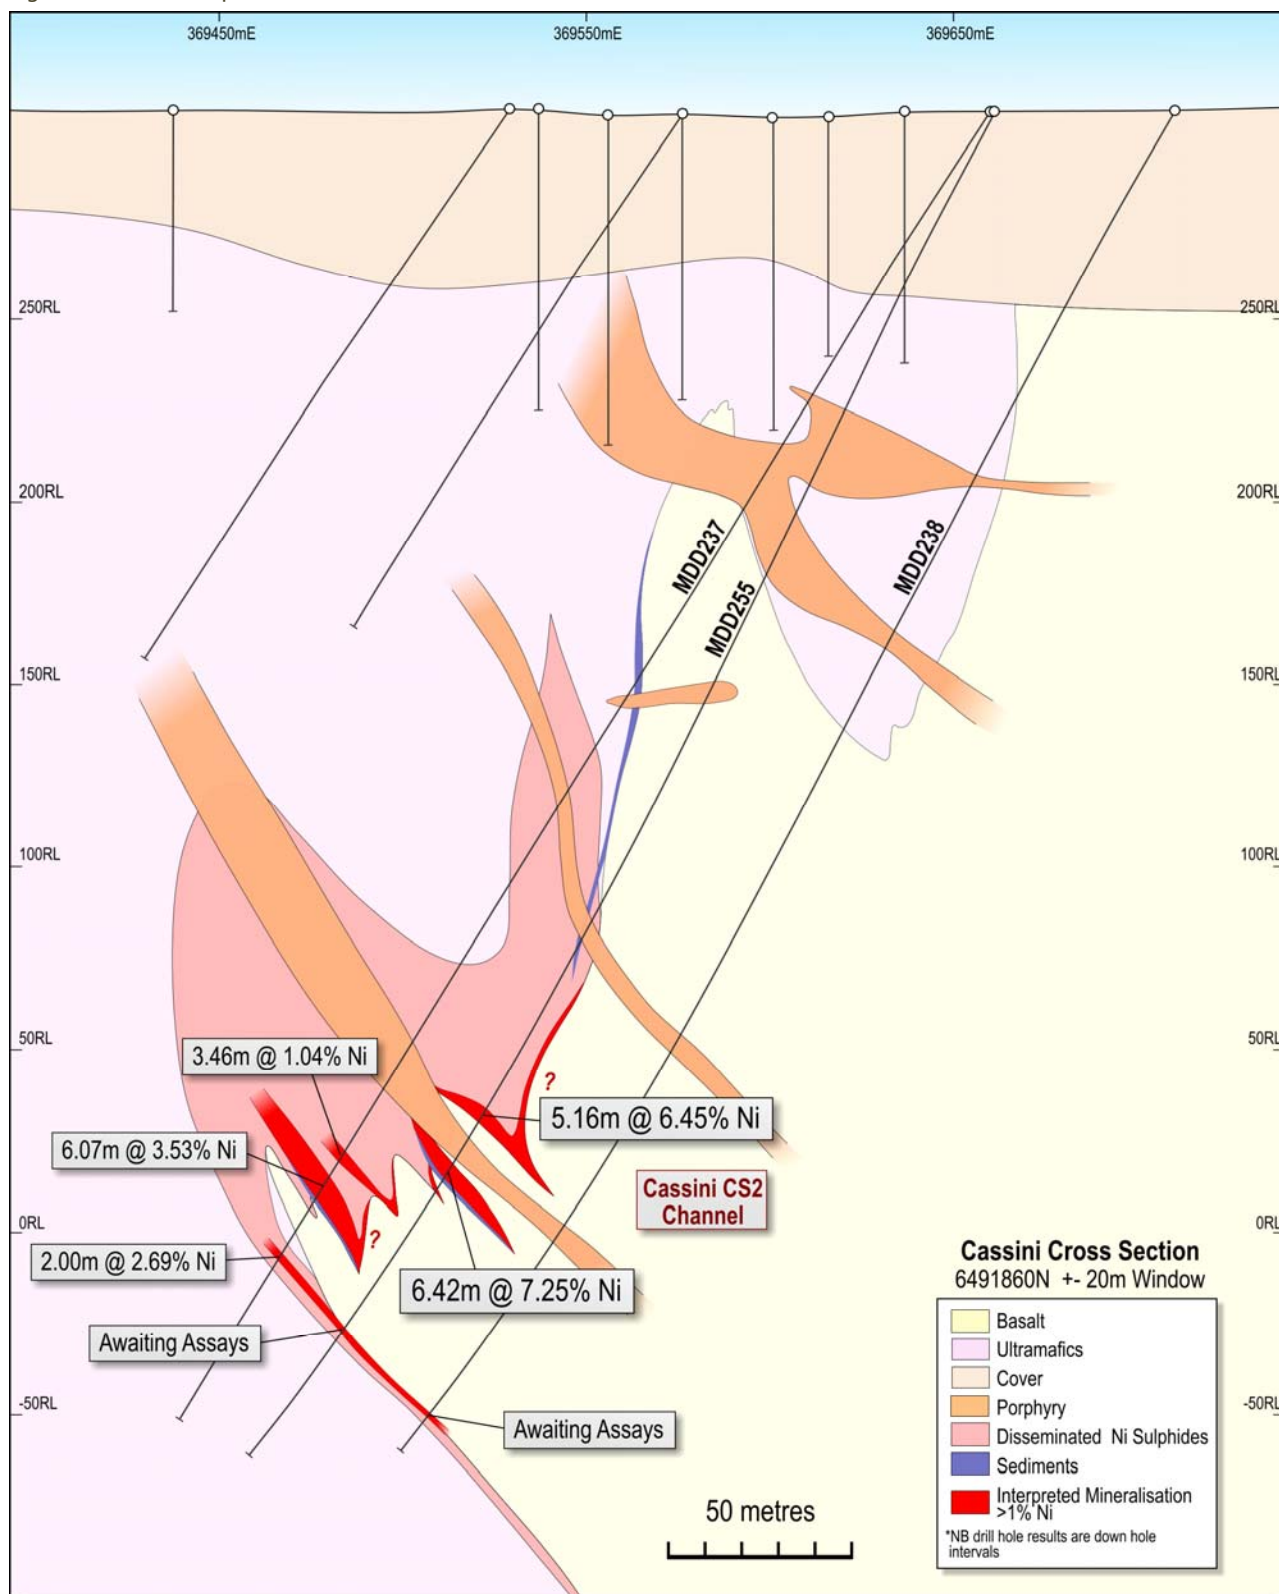 369450mE
369550mE
369650mE
250RL
250RL
200RL
200RL
MDD237
MDD255
MDD238
150RL
150RL
100RL
100RL
50RL
50RL
3.46m @ 1.04% Ni
?
5.16m @ 6.45% Ni
6.07m @ 3.53% Ni
Cassini CS2
Channel
0RL
0RL
?
2.00m @ 2.69% Ni
6.42m @ 7.25% Ni
Awaiting Assays
-50RL
-50RL
Awaiting Assays
50 metres
Cassini Cross Section
6491860N +- 20m Window
Basalt
Ultramafics
Cover
Porphyry
Disseminated Ni Sulphides
Sediments
Interpreted Mineralisation
>1% Ni
*NB drill hole results are down hole
intervals